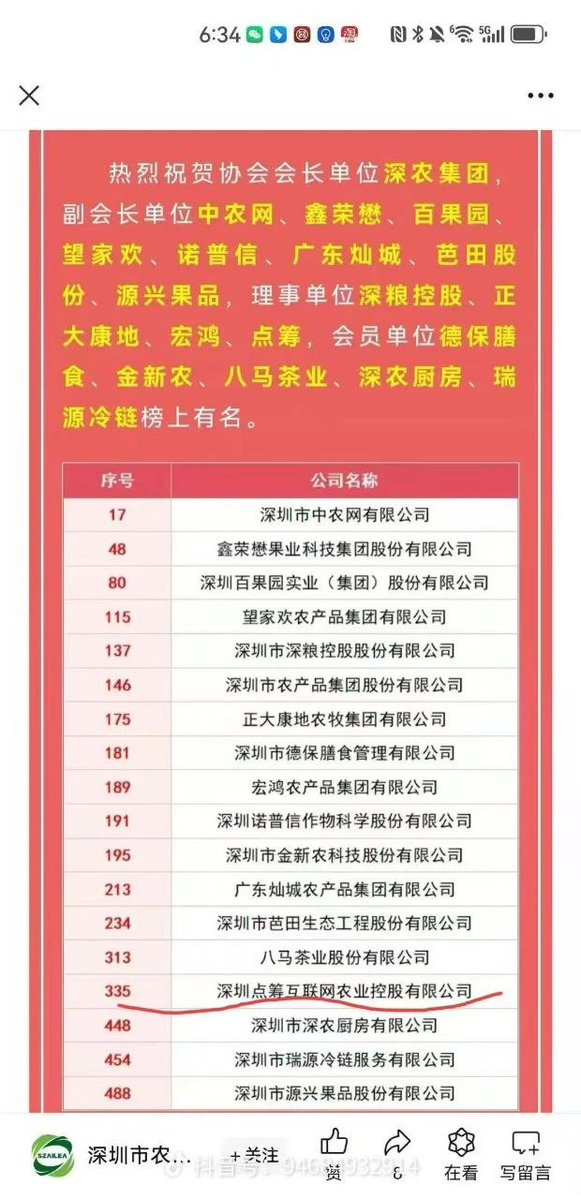 6:34
6
5G
热烈祝贺协会会长单位深农集团，
副会长单位中农网、鑫荣懋、百果园、
望家欢、诺普信、广东灿城、芭田股
份、源兴果品，理事单位深粮控股、正
大康地、宏鸿、点筹，会员单位德保膳
食、金新农、八马茶业、深农厨房、瑞
源冷链榜上有名。
序号 公司名称
17 深圳市中农网有限公司
48 鑫荣懋果业科技集团股份有限公司
80 深圳百果园实业（集团）股份有限公司
115 望家欢农产品集团有限公司
137 深圳市深粮控股股份有限公司
146 深圳市农产品集团股份有限公司
175 正大康地农牧集团有限公司
181 深圳市德保膳食管理有限公司
189 宏鸿农产品集团有限公司
191 深圳诺普信作物科学股份有限公司
195 深圳市金新农科技股份有限公司
213 广东灿城农产品集团有限公司
234 深圳市芭田生态工程股份有限公司
313 八马茶业股份有限公司
335 深圳点筹互联网农业控股有限公司
448 深圳市深农厨房有限公司
454 深圳市瑞源冷链服务有限公司
488 深圳市源兴果品股份有限公司
SZAILEA 深圳市农... +关注 赞 8 在看 写留言
抖音号：